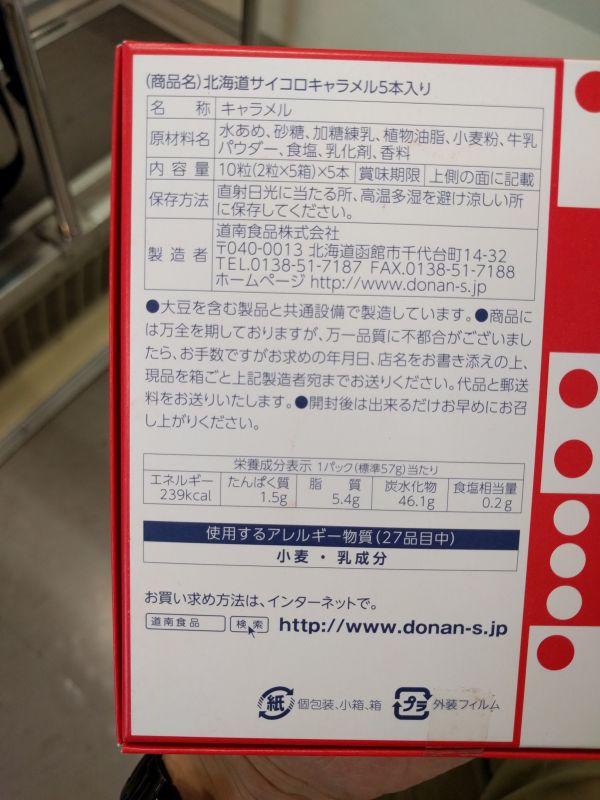 (商品名)北海道サイコロキャラメル5本入り
名 称 キャラメル
原材料名 水あめ、砂糖、加糖練乳、植物油脂、小麦粉、牛乳
パウダー、食塩、乳化剤、香料
内 容 量 10粒(2粒×5箱)×5本 賞味期限 上側の面に記載
保存方法 直射日光に当たる所、高温多湿を避け涼しい所
に保存してください。
製 造 者 道南食品株式会社
〒040-0013 北海道函館市千代台町14-32
TEL.0138-51-7187 FAX.0138-51-7188
ホームページ http://www.donan-s.jp
●大豆を含む製品と共通設備で製造しています。●商品に
は万全を期しておりますが、万一品質に不都合がございまし
たら、お手数ですがお求めの年月日、店名をお書き添えの上、
現品を箱ごと上記製造者宛までお送りください。代品と郵送
料をお送りいたします。●開封後は出来るだけお早めにお召
し上がりください。
栄養成分表示 1パック(標準57g)当たり
エネルギー たんぱく質 脂 質 炭水化物 食塩相当量
239kcal 1.5g 5.4g 46.1g 0.2g
使用するアレルギー物質(27品目中)
小麦・乳成分
お買い求め方法は、インターネットで。
道南食品 検索 http://www.donan-s.jp
紙 個包装、小箱、箱 プラ 外装フィルム